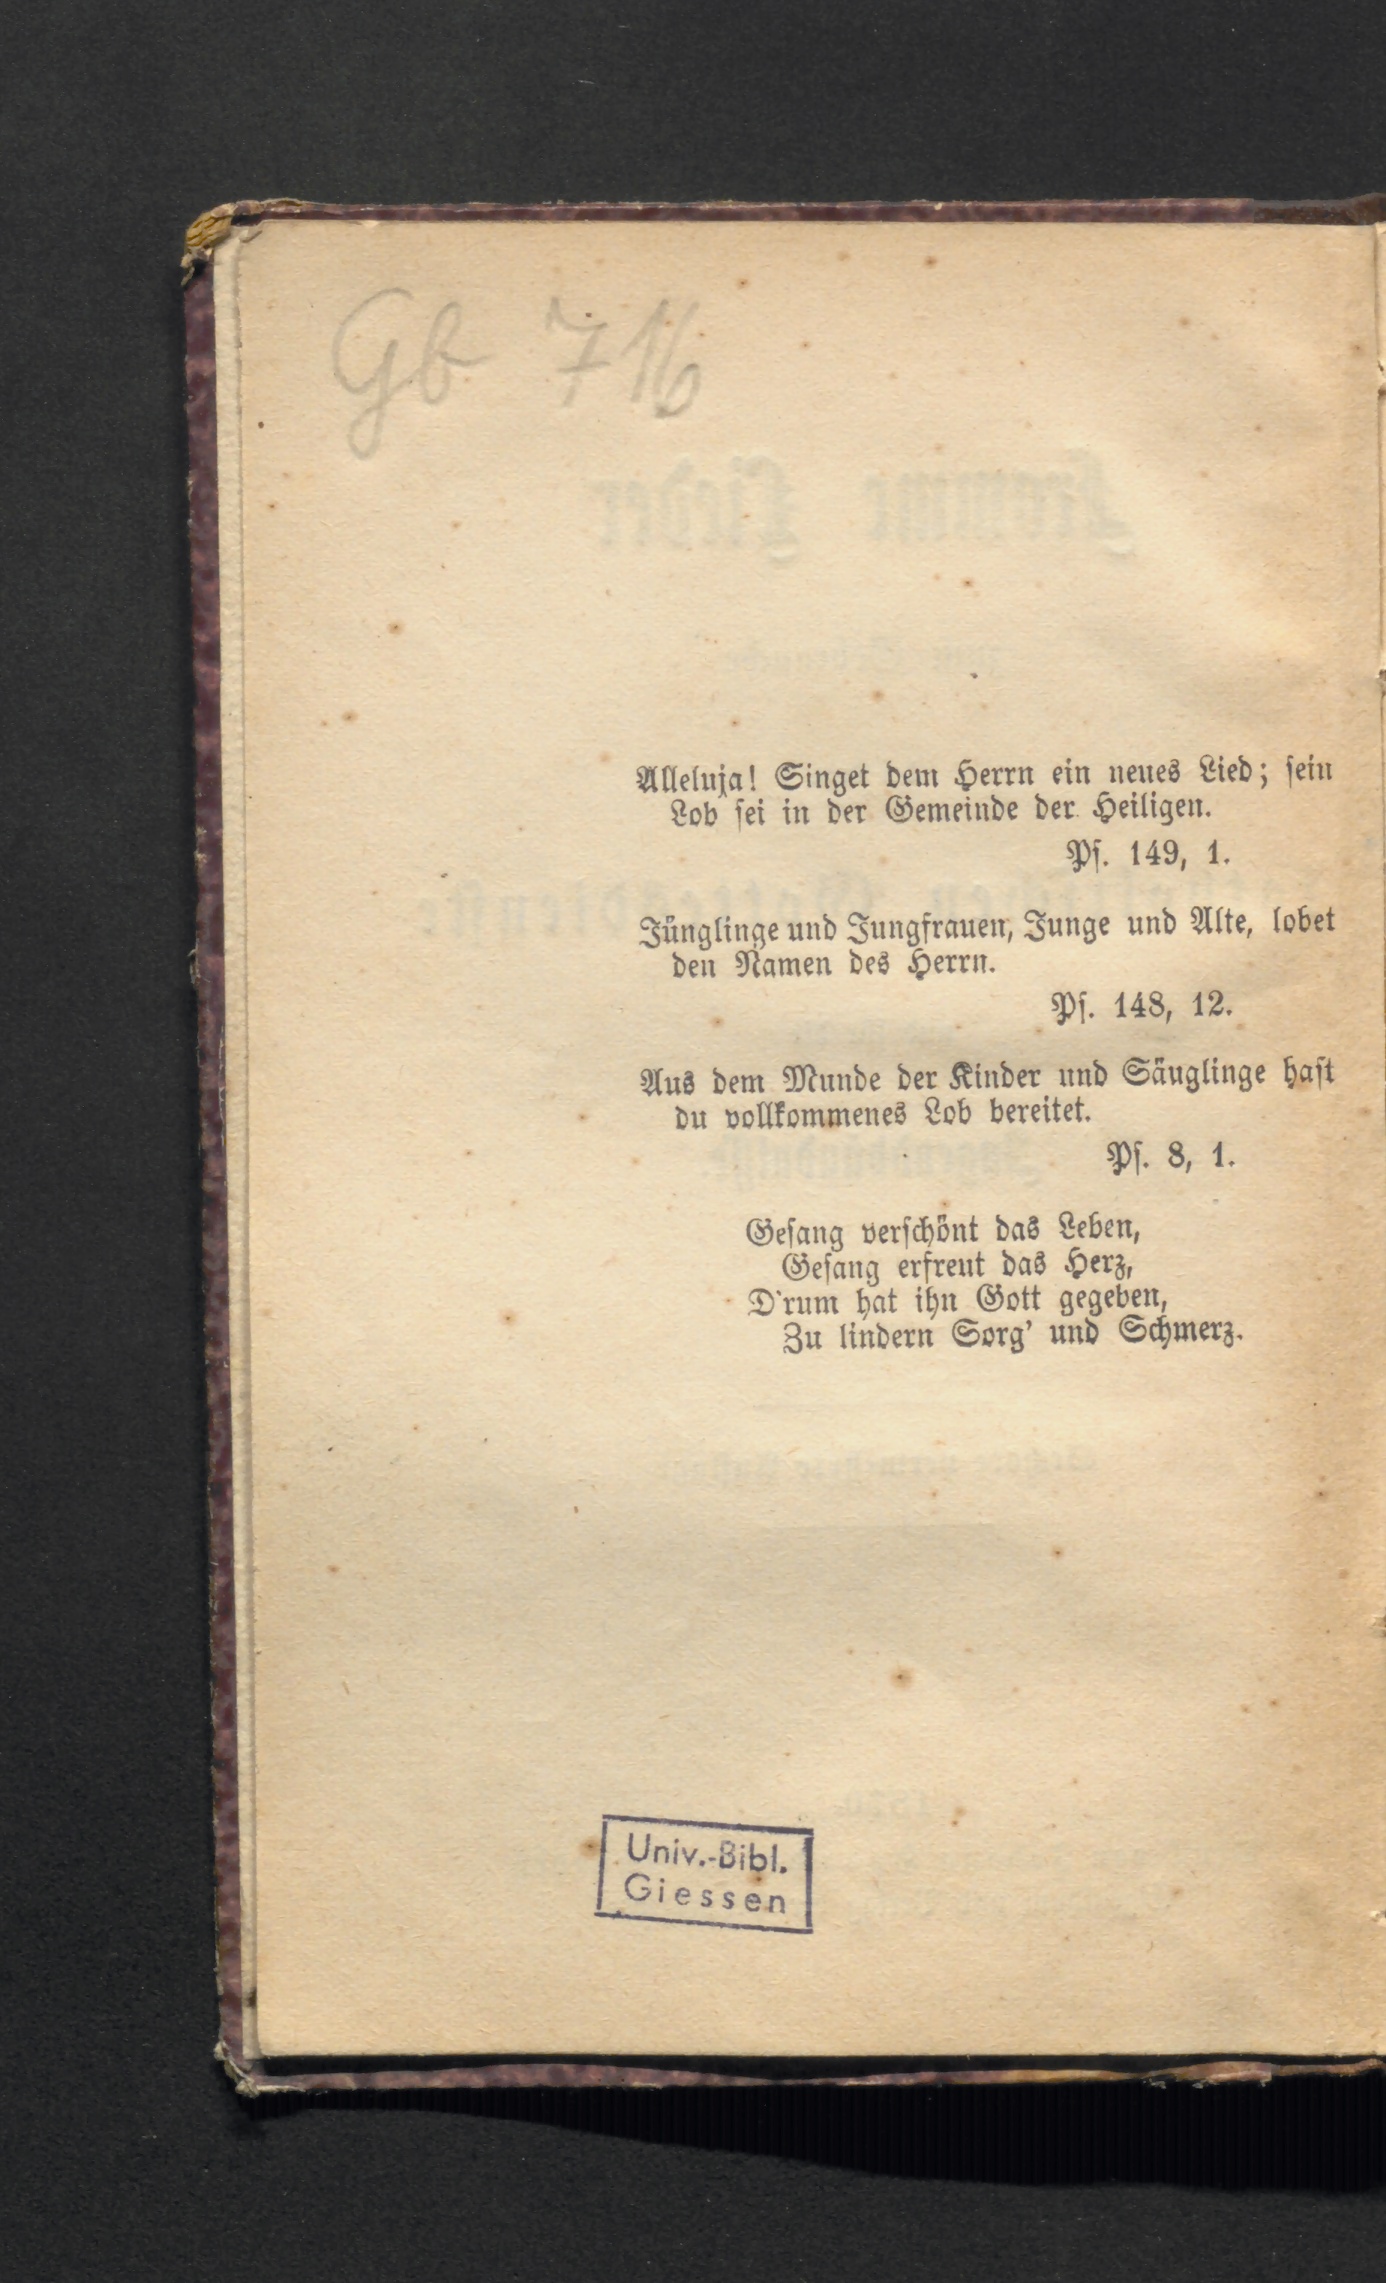 Gb 716
Alleluja! Singet dem Herrn ein neues Lied; sein
Lob sei in der Gemeinde der Heiligen.
Ps. 149, 1.
Jünglinge und Jungfrauen, Junge und Alte, lobet
den Namen des Herrn.
Ps. 148, 12.
Aus dem Munde der Kinder und Säuglinge hast
du vollkommenes Lob bereitet.
Ps. 8, 1.
Gesang verschönt das Leben,
Gesang erfreut das Herz,
D'rum hat ihn Gott gegeben,
Zu lindern Sorg' und Schmerz.
Univ.-Bibl.
Giessen